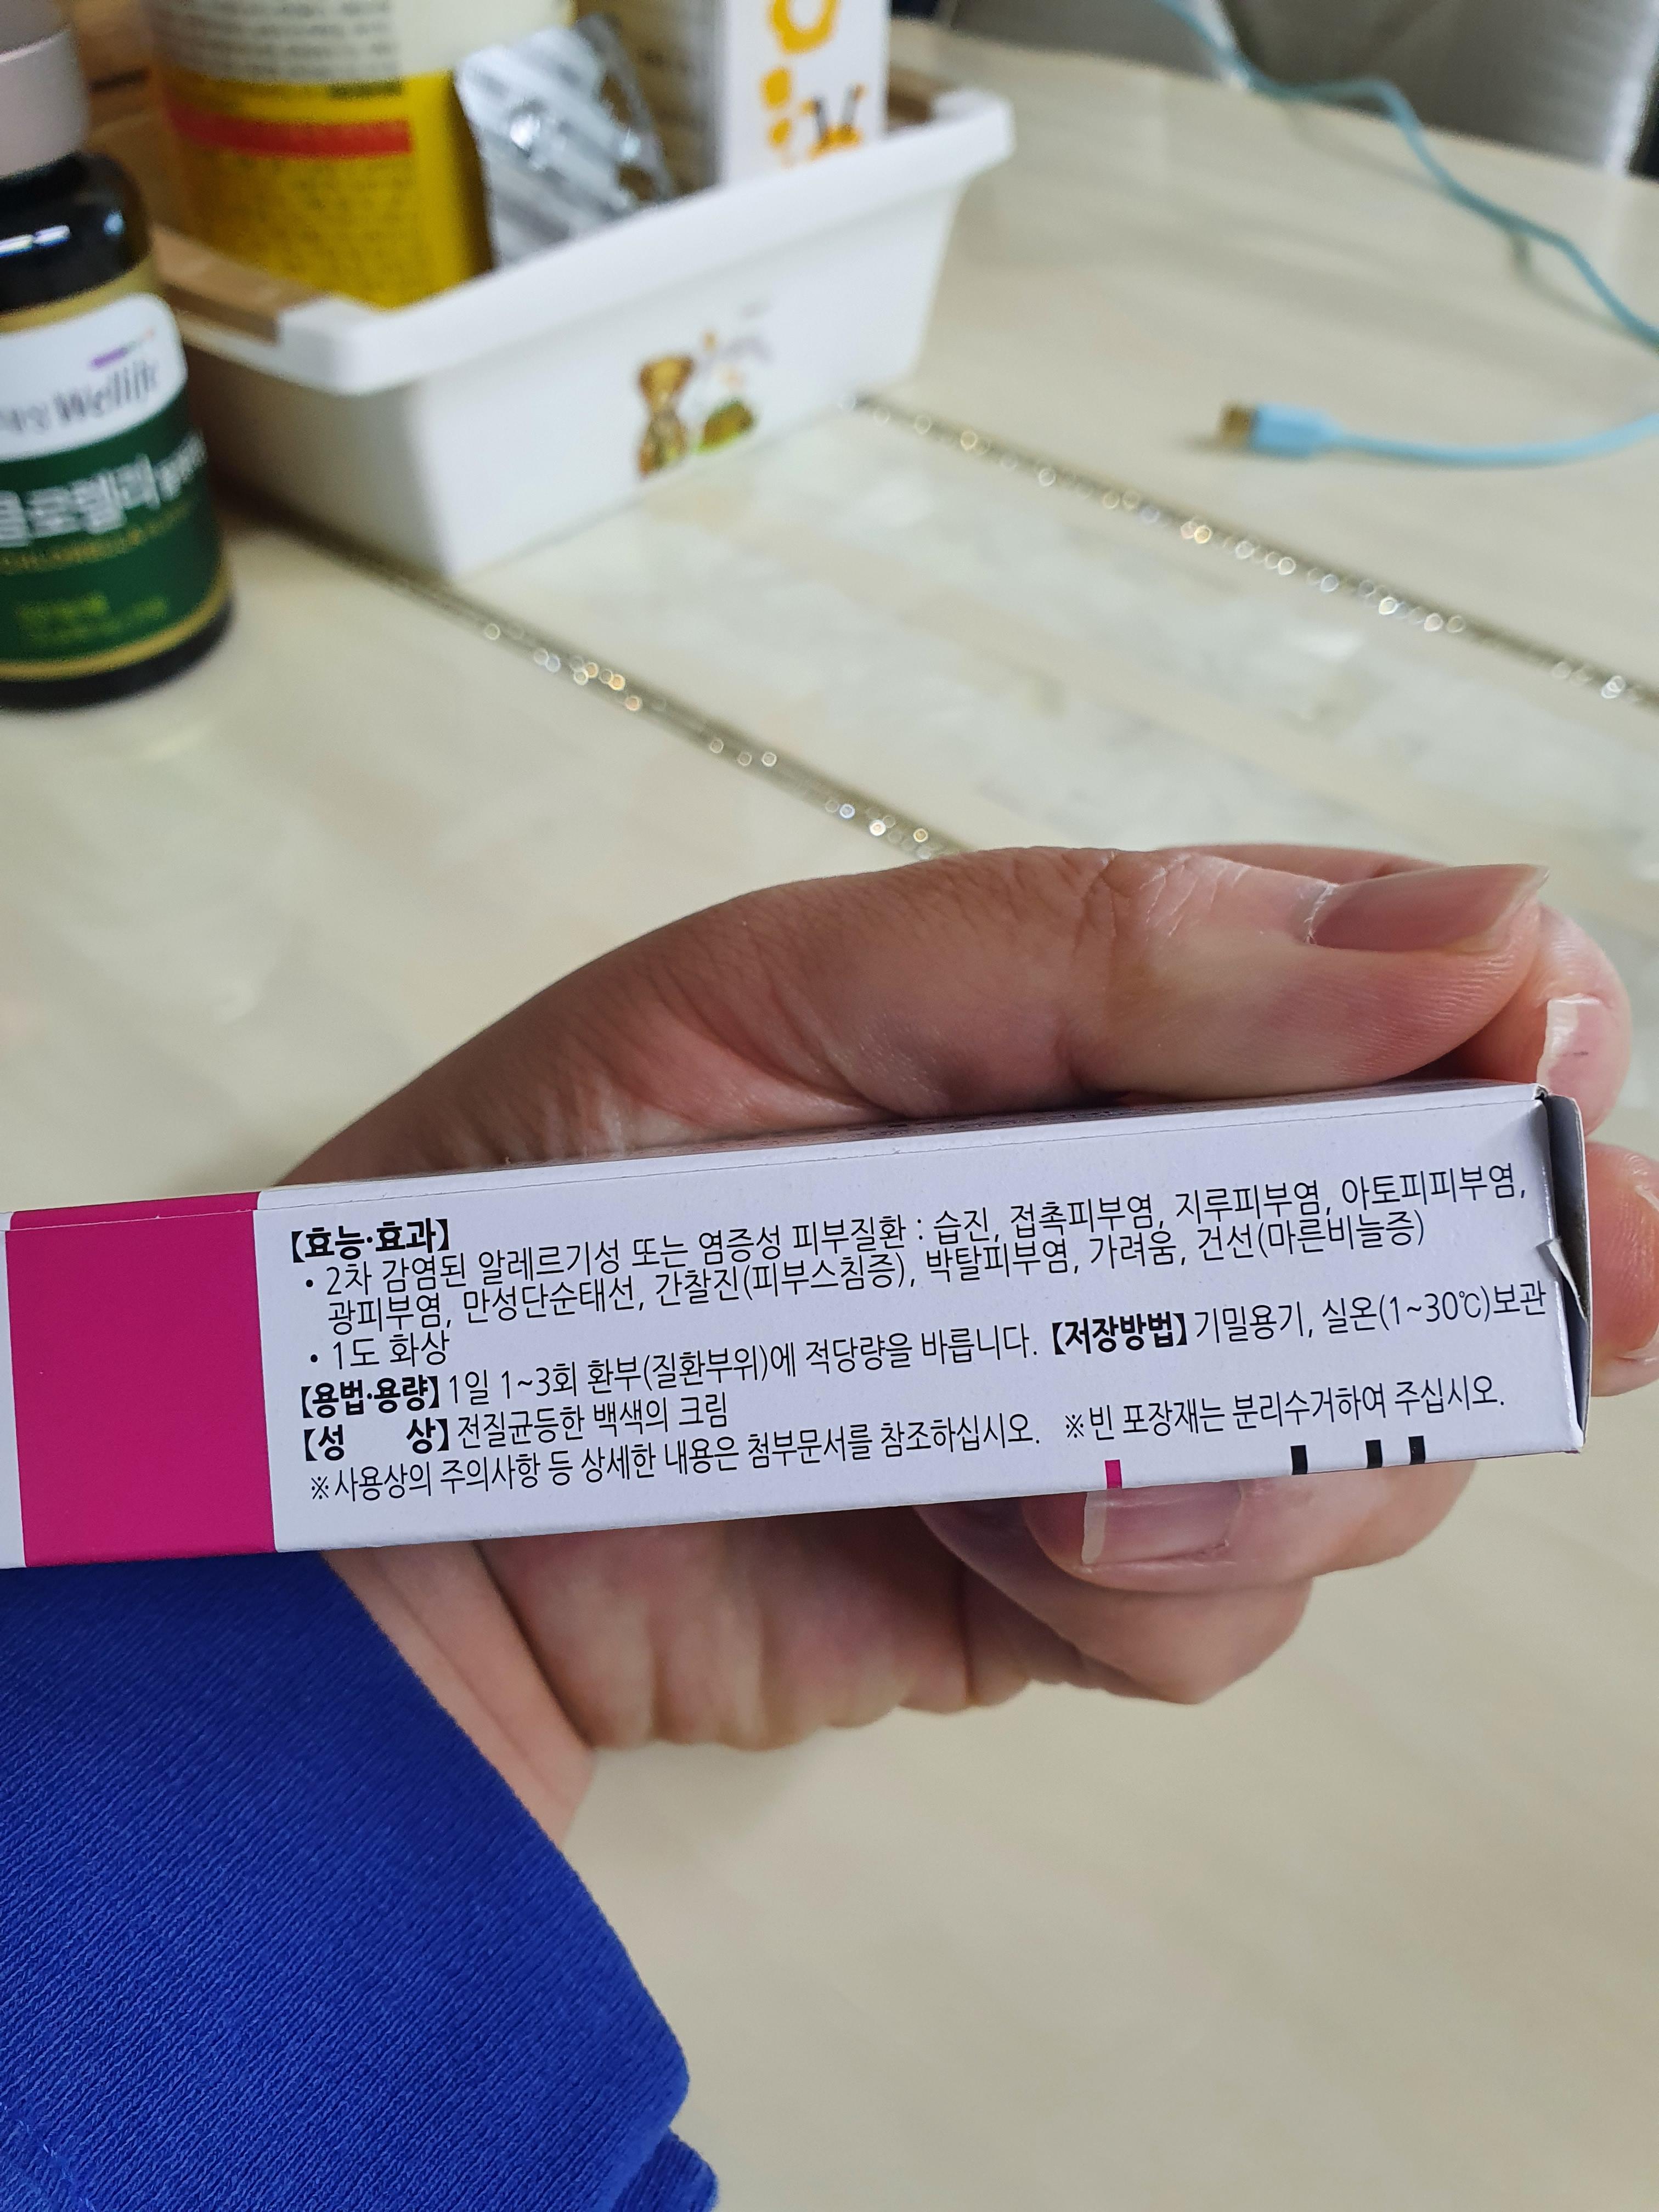 Wellife
클로렐라
【효능·효과】
• 2차 감염된 알레르기성 또는 염증성 피부질환 : 습진, 접촉피부염, 지루피부염, 아토피피부염,
광피부염, 만성단순태선, 간찰진(피부스침증), 박탈피부염, 가려움, 건선(마른비늘증)
• 1도 화상
【용법·용량】 1일 1~3회 환부(질환부위)에 적당량을 바릅니다. 【저장방법】 기밀용기, 실온(1~30℃)보관
【성 상】 전질균등한 백색의 크림
※사용상의 주의사항 등 상세한 내용은 첨부문서를 참조하십시오. ※빈 포장재는 분리수거하여 주십시오.